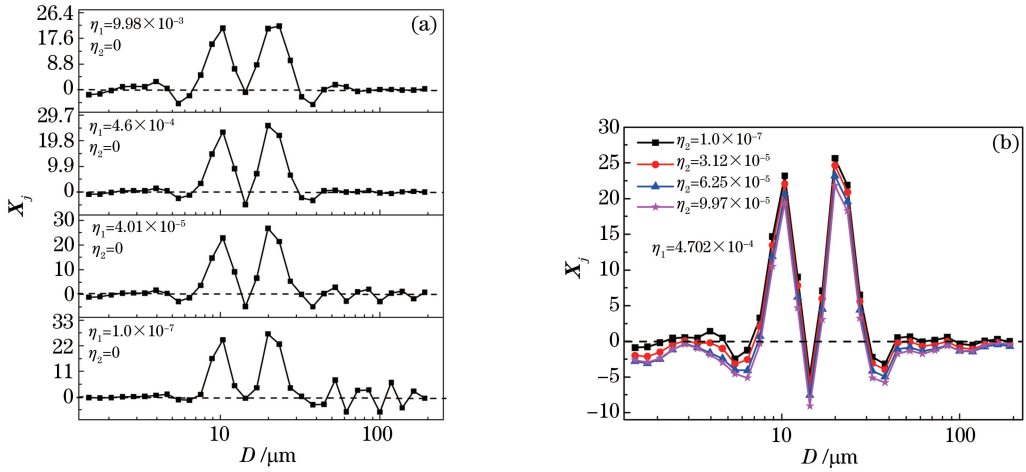 (a)
η₁=9.98×10⁻³
η₂=0
26.4
17.6
8.8
0
η₁=4.6×10⁻⁴
η₂=0
29.7
19.8
9.9
0
η₁=4.01×10⁻⁵
η₂=0
30
20
10
0
η₁=1.0×10⁻⁷
η₂=0
33
22
11
0
Xⱼ
10 100
D /μm
(b)
η₂=1.0×10⁻⁷
η₂=3.12×10⁻⁵
η₂=6.25×10⁻⁵
η₂=9.97×10⁻⁵
η₁=4.702×10⁻⁴
30
25
20
15
10
5
0
−5
−10
Xⱼ
10 100
D /μm